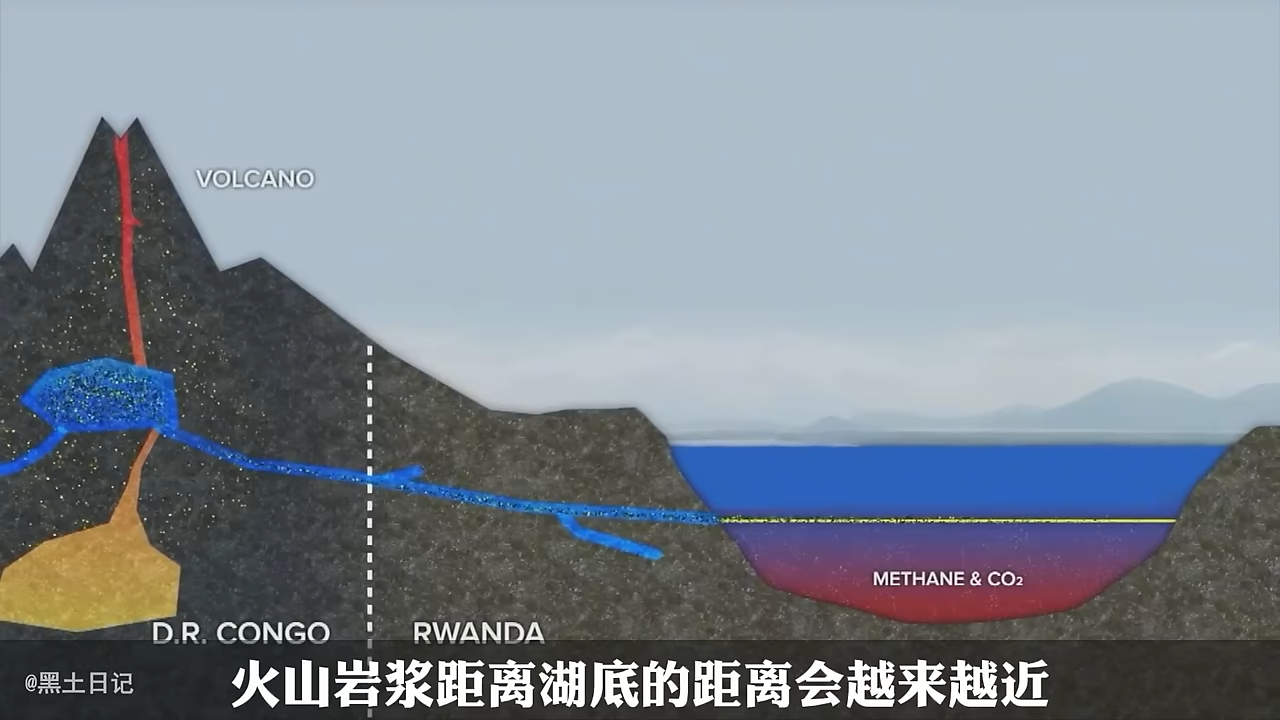 VOLCANO
METHANE & CO₂
D.R. CONGO
RWANDA
@黑土日记
火山岩浆距离湖底的距离会越来越近